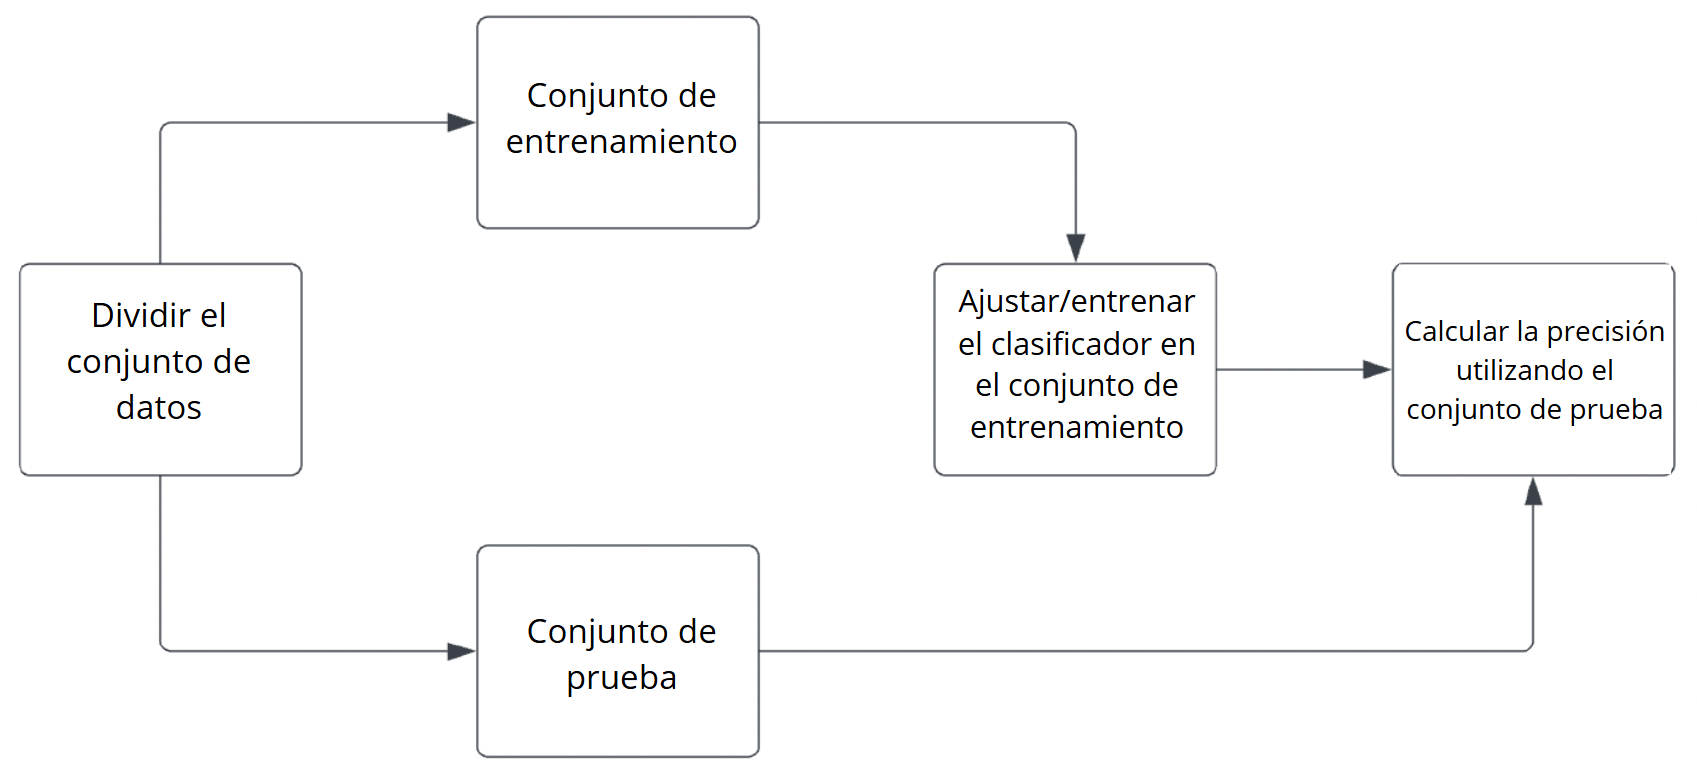 Conjunto de
entrenamiento
Dividir el
conjunto de
datos
Ajustar/entrenar
el clasificador en
el conjunto de
entrenamiento
Calcular la precisión
utilizando el
conjunto de prueba
Conjunto de
prueba